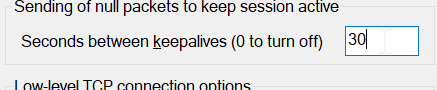 Sending of null packets to keep session active
Seconds between keepalives (0 to turn off) 30
Low-level TCP connection options